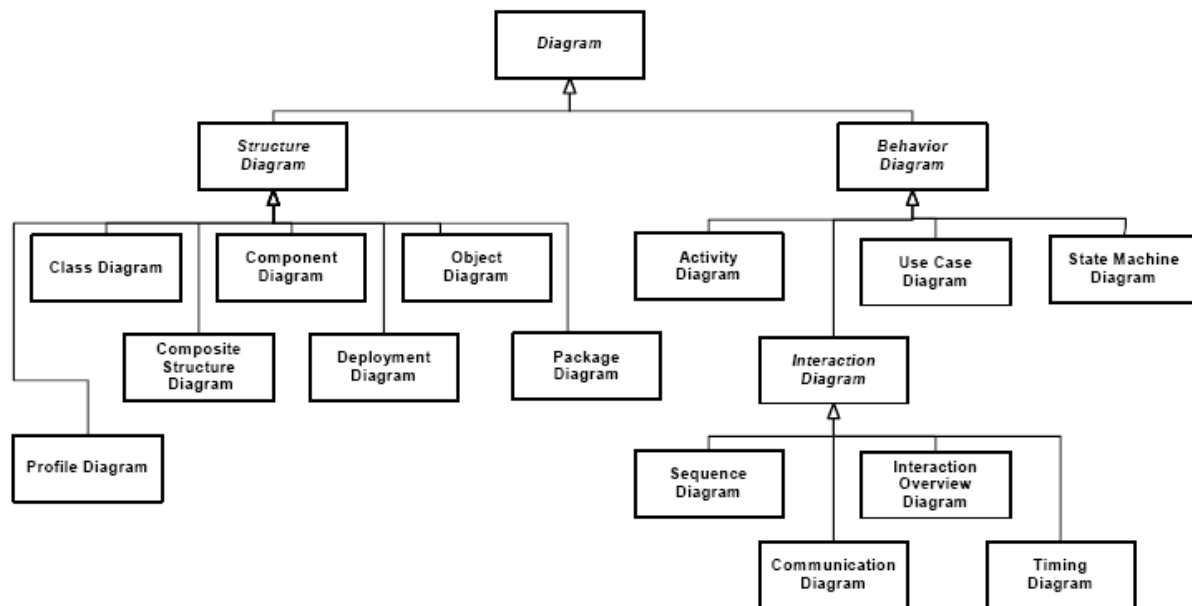 Diagram
Structure
Diagram
Behavior
Diagram
Class Diagram
Component
Diagram
Object
Diagram
Activity
Diagram
Use Case
Diagram
State Machine
Diagram
Composite
Structure
Diagram
Deployment
Diagram
Package
Diagram
Interaction
Diagram
Profile Diagram
Sequence
Diagram
Interaction
Overview
Diagram
Communication
Diagram
Timing
Diagram